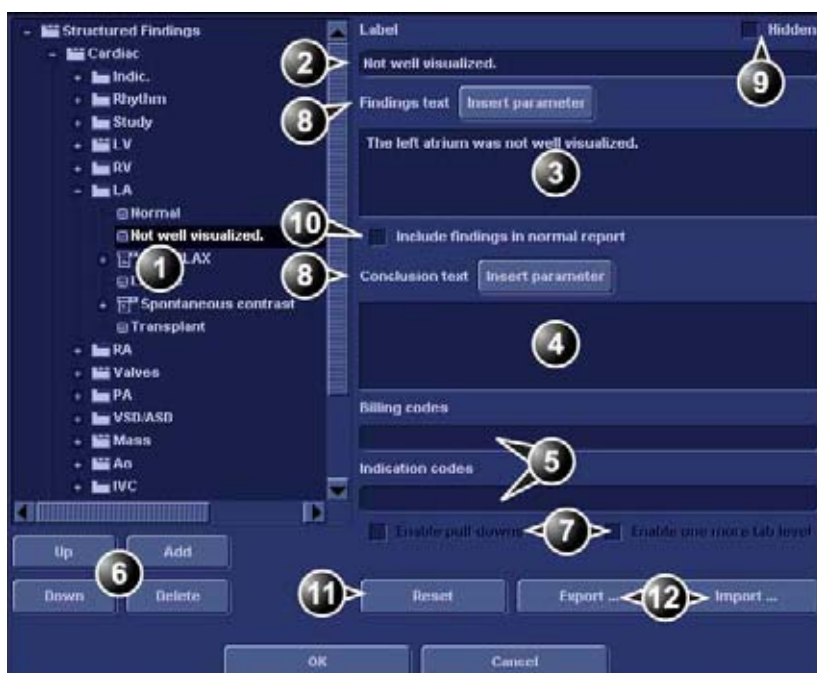 Structured Findings
Cardiac
Indic.
Rhythm
Study
LV
RV
LA
Normal
Not well visualized.
1
LAX
Spontaneous contrast
Transplant
RA
Valves
PA
VSD/ASD
Mass
Ao
IVC
Up
Add
6
Down
Delete
Label
Hidden
9
2
Not well visualized.
8
Findings text
Insert parameter
The left atrium was not well visualized.
3
10
Include findings in normal report
8
Conclusion text
Insert parameter
4
Billing codes
5
Indication codes
Enable pull-downs
7
Enable one more tab level
11
Reset
Export ...
12
Import ...
OK
Cancel